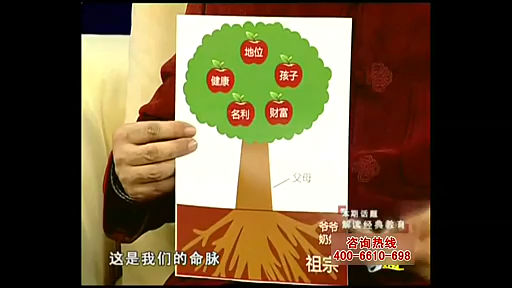 地位
健康
孩子
名利
财富
父母
爷爷
奶奶
祖宗
本期话题
解读经典教育
咨询热线
400-6610-698
这是我们的命脉